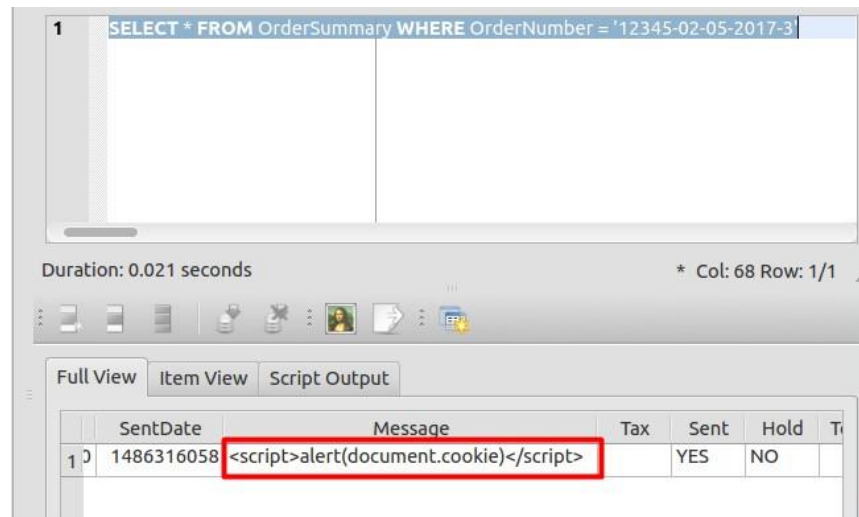 1 SELECT * FROM OrderSummary WHERE OrderNumber = '12345-02-05-2017-3'
Duration: 0.021 seconds * Col: 68 Row: 1/1
Full View Item View Script Output
SentDate Message Tax Sent Hold
1 1486316058 <script>alert(document.cookie)</script> YES NO